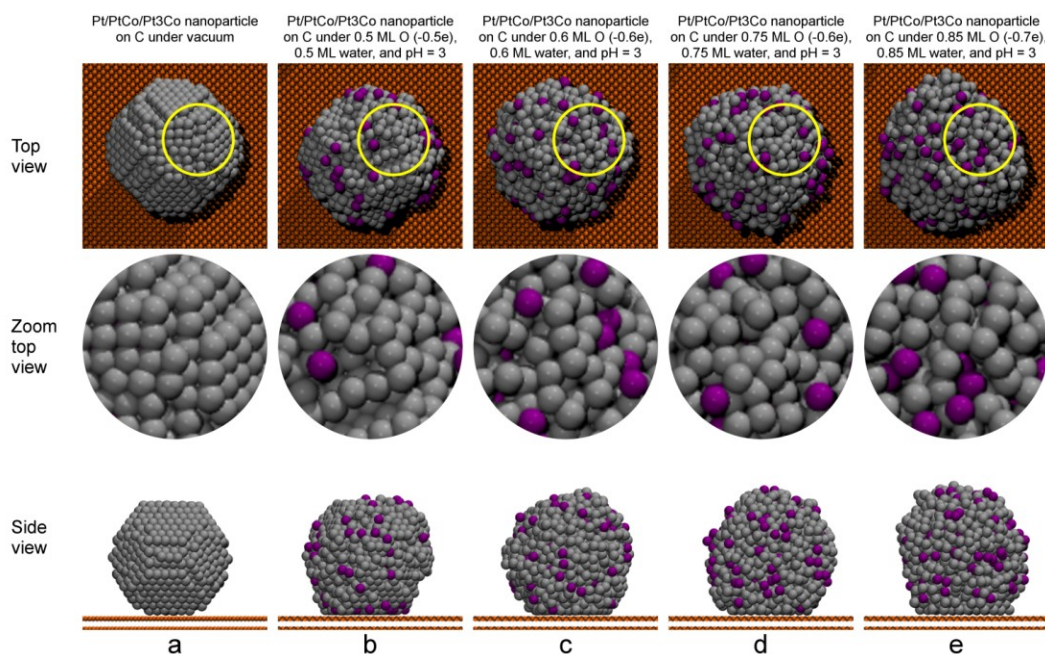 Pt/PtCo/Pt3Co nanoparticle
on C under vacuum
Pt/PtCo/Pt3Co nanoparticle
on C under 0.5 ML O (-0.5e),
0.5 ML water, and pH = 3
Pt/PtCo/Pt3Co nanoparticle
on C under 0.6 ML O (-0.6e),
0.6 ML water, and pH = 3
Pt/PtCo/Pt3Co nanoparticle
on C under 0.75 ML O (-0.6e),
0.75 ML water, and pH = 3
Pt/PtCo/Pt3Co nanoparticle
on C under 0.85 ML O (-0.7e),
0.85 ML water, and pH = 3
Top
view
Zoom
top
view
Side
view
a
b
c
d
e